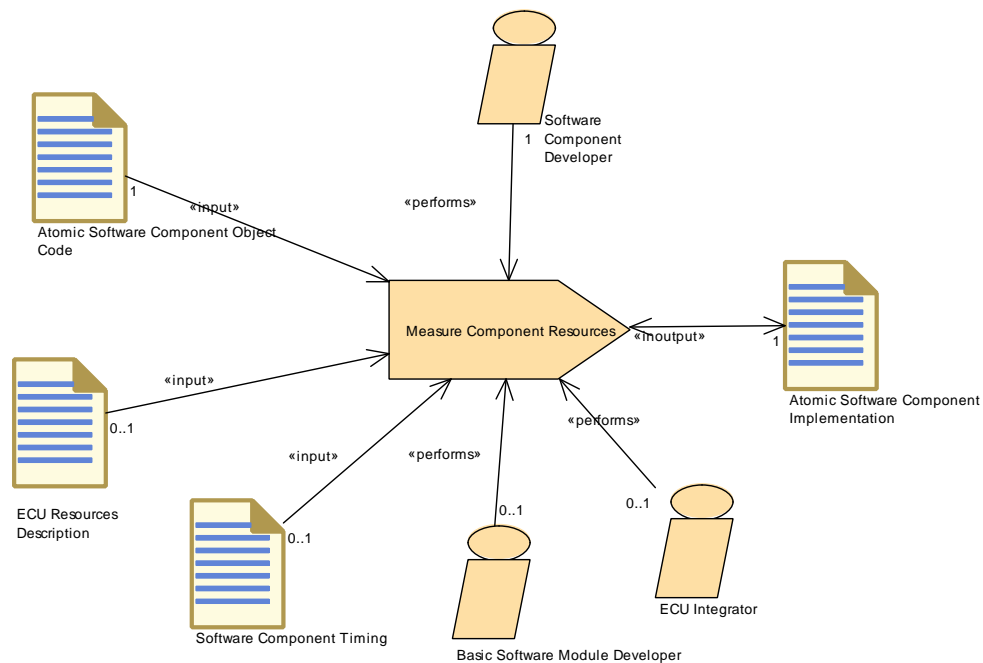 Software
Component
Developer
1
«performs»
1
«input»
Atomic Software Component Object
Code
Measure Component Resources
«inoutput»
1
Atomic Software Component
Implementation
«input»
0..1
ECU Resources
Description
«input»
0..1
Software Component Timing
«performs»
0..1
Basic Software Module Developer
«performs»
0..1
ECU Integrator